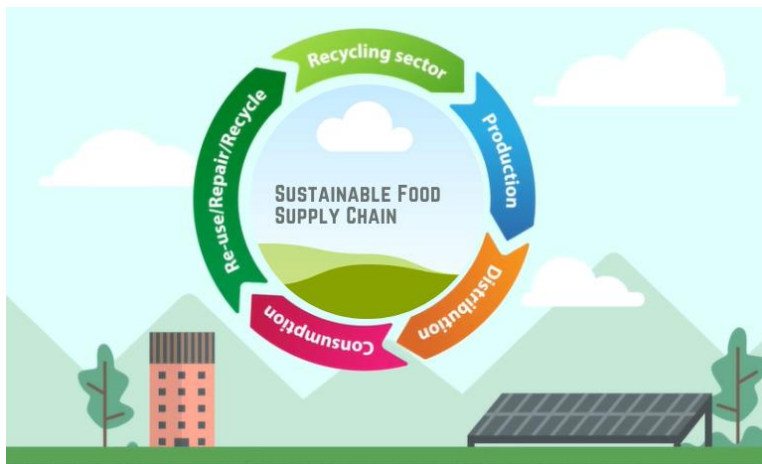 Recycling sector
Production
Distribution
Consumption
Re-use/Repair/Recycle
SUSTAINABLE FOOD
SUPPLY CHAIN